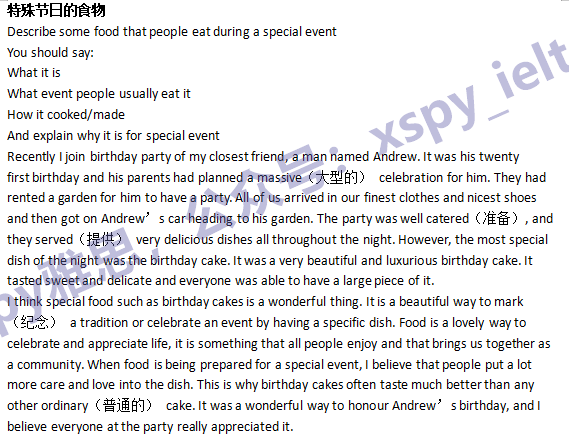 特殊节日的食物
Describe some food that people eat during a special event
You should say:
What it is
What event people usually eat it
How it cooked/made
And explain why it is for special event
Recently I join birthday party of my closest friend, a man named Andrew. It was his twenty
first birthday and his parents had planned a massive（大型的） celebration for him. They had
rented a garden for him to have a party. All of us arrived in our finest clothes and nicest shoes
and then got on Andrew’s car heading to his garden. The party was well catered（准备）, and
they served（提供） very delicious dishes all throughout the night. However, the most special
dish of the night was the birthday cake. It was a very beautiful and luxurious birthday cake. It
tasted sweet and delicate and everyone was able to have a large piece of it.
I think special food such as birthday cakes is a wonderful thing. It is a beautiful way to mark
（纪念） a tradition or celebrate an event by having a specific dish. Food is a lovely way to
celebrate and appreciate life, it is something that all people enjoy and that brings us together as
a community. When food is being prepared for a special event, I believe that people put a lot
more care and love into the dish. This is why birthday cakes often taste much better than any
other ordinary（普通的） cake. It was a wonderful way to honour Andrew’s birthday, and I
believe everyone at the party really appreciated it.
py雅思，公众号：xspy_ielt